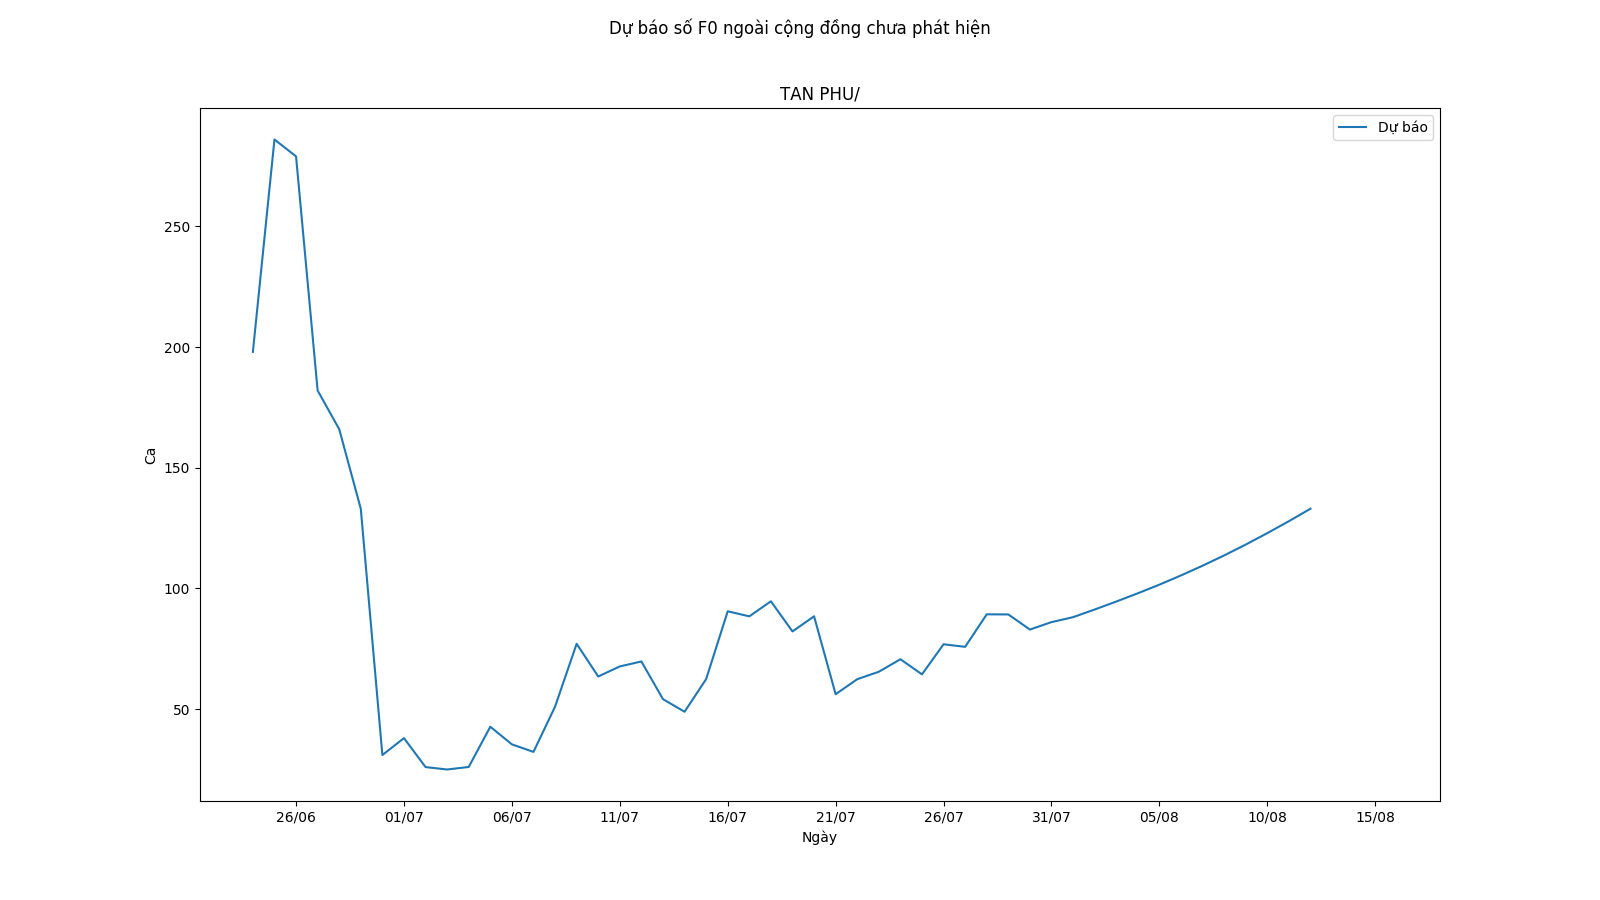 Dự báo số F0 ngoài cộng đồng chưa phát hiện
TAN PHU/
Dự báo
Ca
250
200
150
100
50
26/06 01/07 06/07 11/07 16/07 21/07 26/07 31/07 05/08 10/08 15/08
Ngày